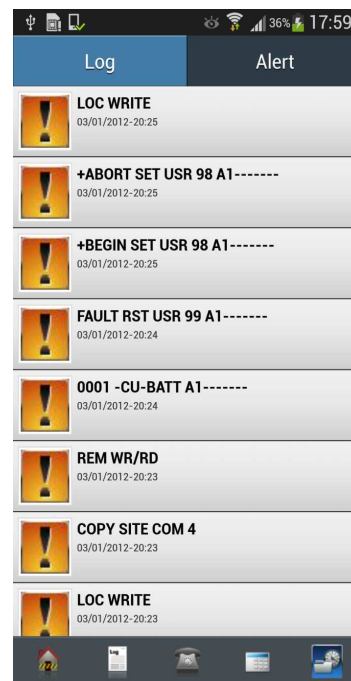 36% 17:59
Log Alert
LOC WRITE
03/01/2012-20:25
+ABORT SET USR 98 A1-------
03/01/2012-20:25
+BEGIN SET USR 98 A1-------
03/01/2012-20:25
FAULT RST USR 99 A1-------
03/01/2012-20:24
0001 -CU-BATT A1-------
03/01/2012-20:24
REM WR/RD
03/01/2012-20:23
COPY SITE COM 4
03/01/2012-20:23
LOC WRITE
03/01/2012-20:23
Log